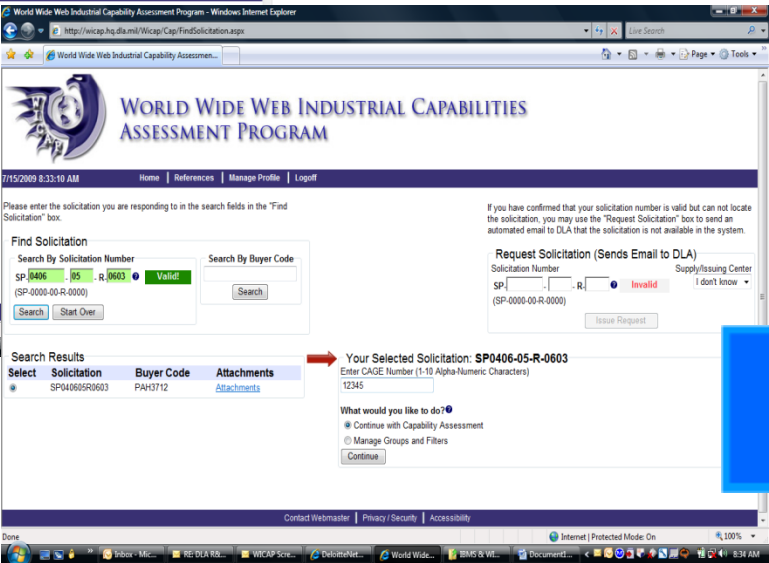 World Wide Web Industrial Capability Assessment Program - Windows Internet Explorer
http://wicap.hq.dla.mil/Wicap/Cap/FindSolicitation.aspx
Live Search
World Wide Web Industrial Capability Assessmen...
Page
Tools
WORLD WIDE WEB INDUSTRIAL CAPABILITIES
ASSESSMENT PROGRAM
7/15/2009 8:33:10 AM
Home | References | Manage Profile | Logoff
Please enter the solicitation you are responding to in the search fields in the "Find
Solicitation" box.
If you have confirmed that your solicitation number is valid but can not locate
the solicitation, you may use the "Request Solicitation" box to send an
automated email to DLA that the solicitation is not available in the system.
Find Solicitation
Search By Solicitation Number
SP-0406 - 05 - R-0603 Valid!
(SP-0000-00-R-0000)
Search Start Over
Search By Buyer Code
Search
Request Solicitation (Sends Email to DLA)
Solicitation Number Supply/Issuing Center
SP- - - R- Invalid I don't know
(SP-0000-00-R-0000)
Issue Request
Search Results
Select Solicitation Buyer Code Attachments
SP040605R0603 PAH3712 Attachments
Your Selected Solicitation: SP0406-05-R-0603
Enter CAGE Number (1-10 Alpha-Numeric Characters)
12345
What would you like to do?
Continue with Capability Assessment
Manage Groups and Filters
Continue
Contact Webmaster | Privacy / Security | Accessibility
Done
Internet | Protected Mode: On
100%
Inbox - Mic...
RE: DLA R&...
WICAP Scre...
DeloitteNet...
World Wide...
BMS & WI...
Document1...
8:34 AM